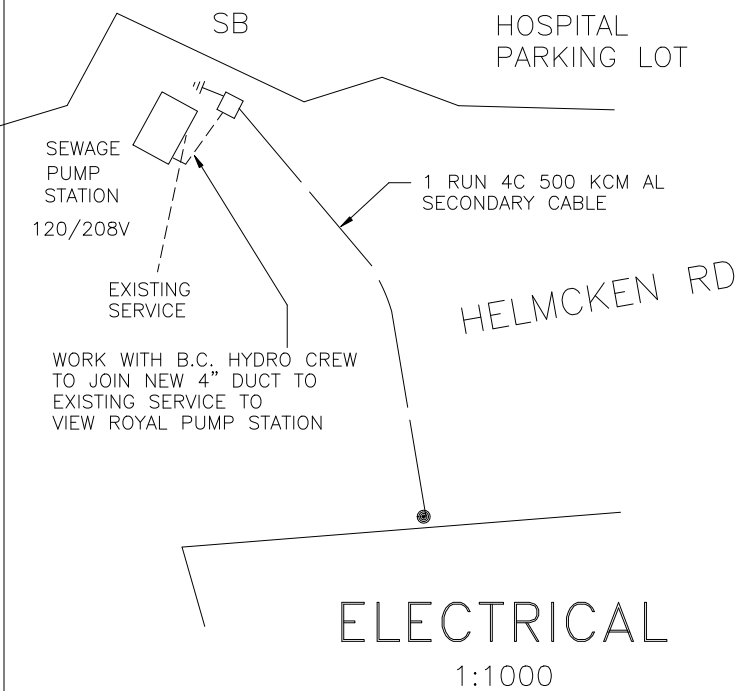 SB
HOSPITAL
PARKING LOT
SEWAGE
PUMP
STATION
120/208V
1 RUN 4C 500 KCM AL
SECONDARY CABLE
EXISTING
SERVICE
HELMCKEN RD
WORK WITH B.C. HYDRO CREW
TO JOIN NEW 4" DUCT TO
EXISTING SERVICE TO
VIEW ROYAL PUMP STATION
ELECTRICAL
1:1000